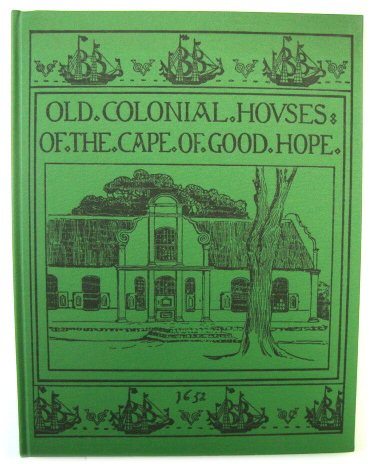 OLD. COLONIAL. HOVSES:
OF. THE. CAPE. OF. GOOD. HOPE.
1652